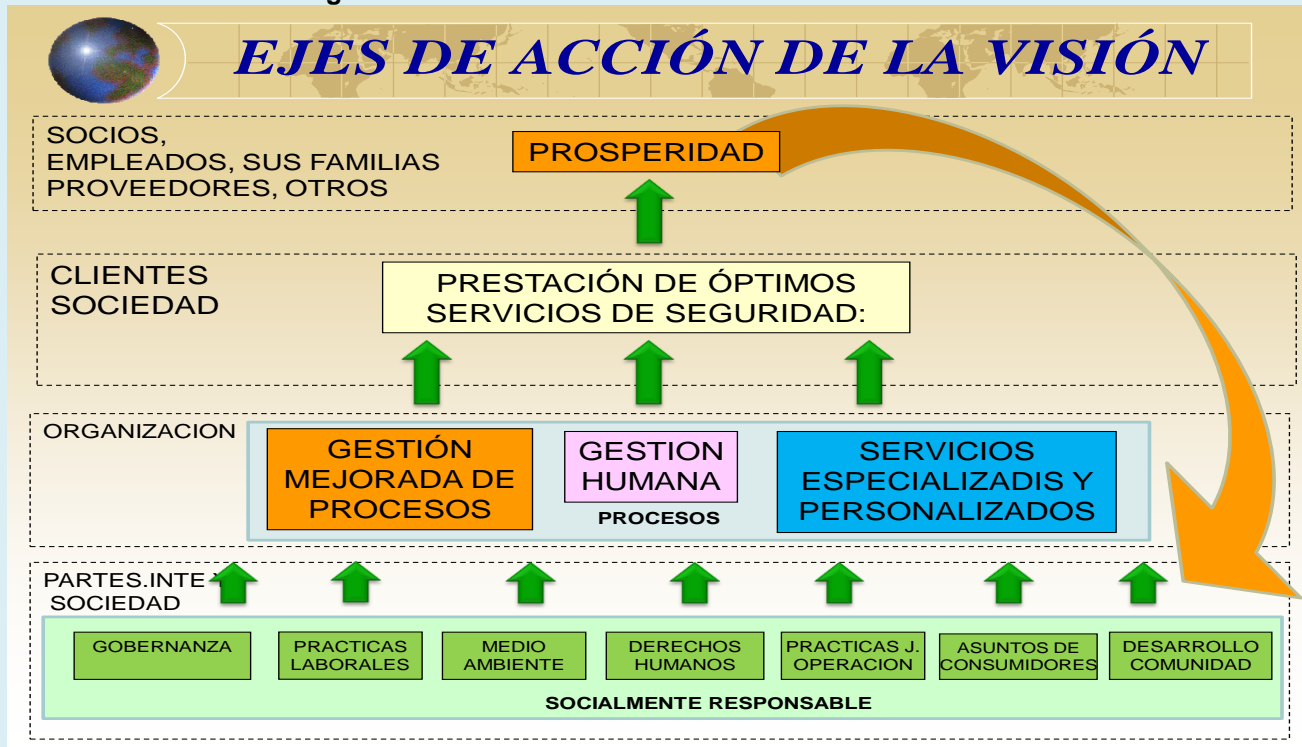 EJES DE ACCIÓN DE LA VISIÓN
SOCIOS,
EMPLEADOS, SUS FAMILIAS
PROVEEDORES, OTROS
PROSPERIDAD
CLIENTES
SOCIEDAD
PRESTACIÓN DE ÓPTIMOS
SERVICIOS DE SEGURIDAD:
ORGANIZACION
GESTIÓN
MEJORADA DE
PROCESOS
GESTION
HUMANA
PROCESOS
SERVICIOS
ESPECIALIZADIS Y
PERSONALIZADOS
PARTES.INTE Y
SOCIEDAD
GOBERNANZA
PRACTICAS
LABORALES
MEDIO
AMBIENTE
DERECHOS
HUMANOS
PRACTICAS J.
OPERACION
ASUNTOS DE
CONSUMIDORES
DESARROLLO
COMUNIDAD
SOCIALMENTE RESPONSABLE